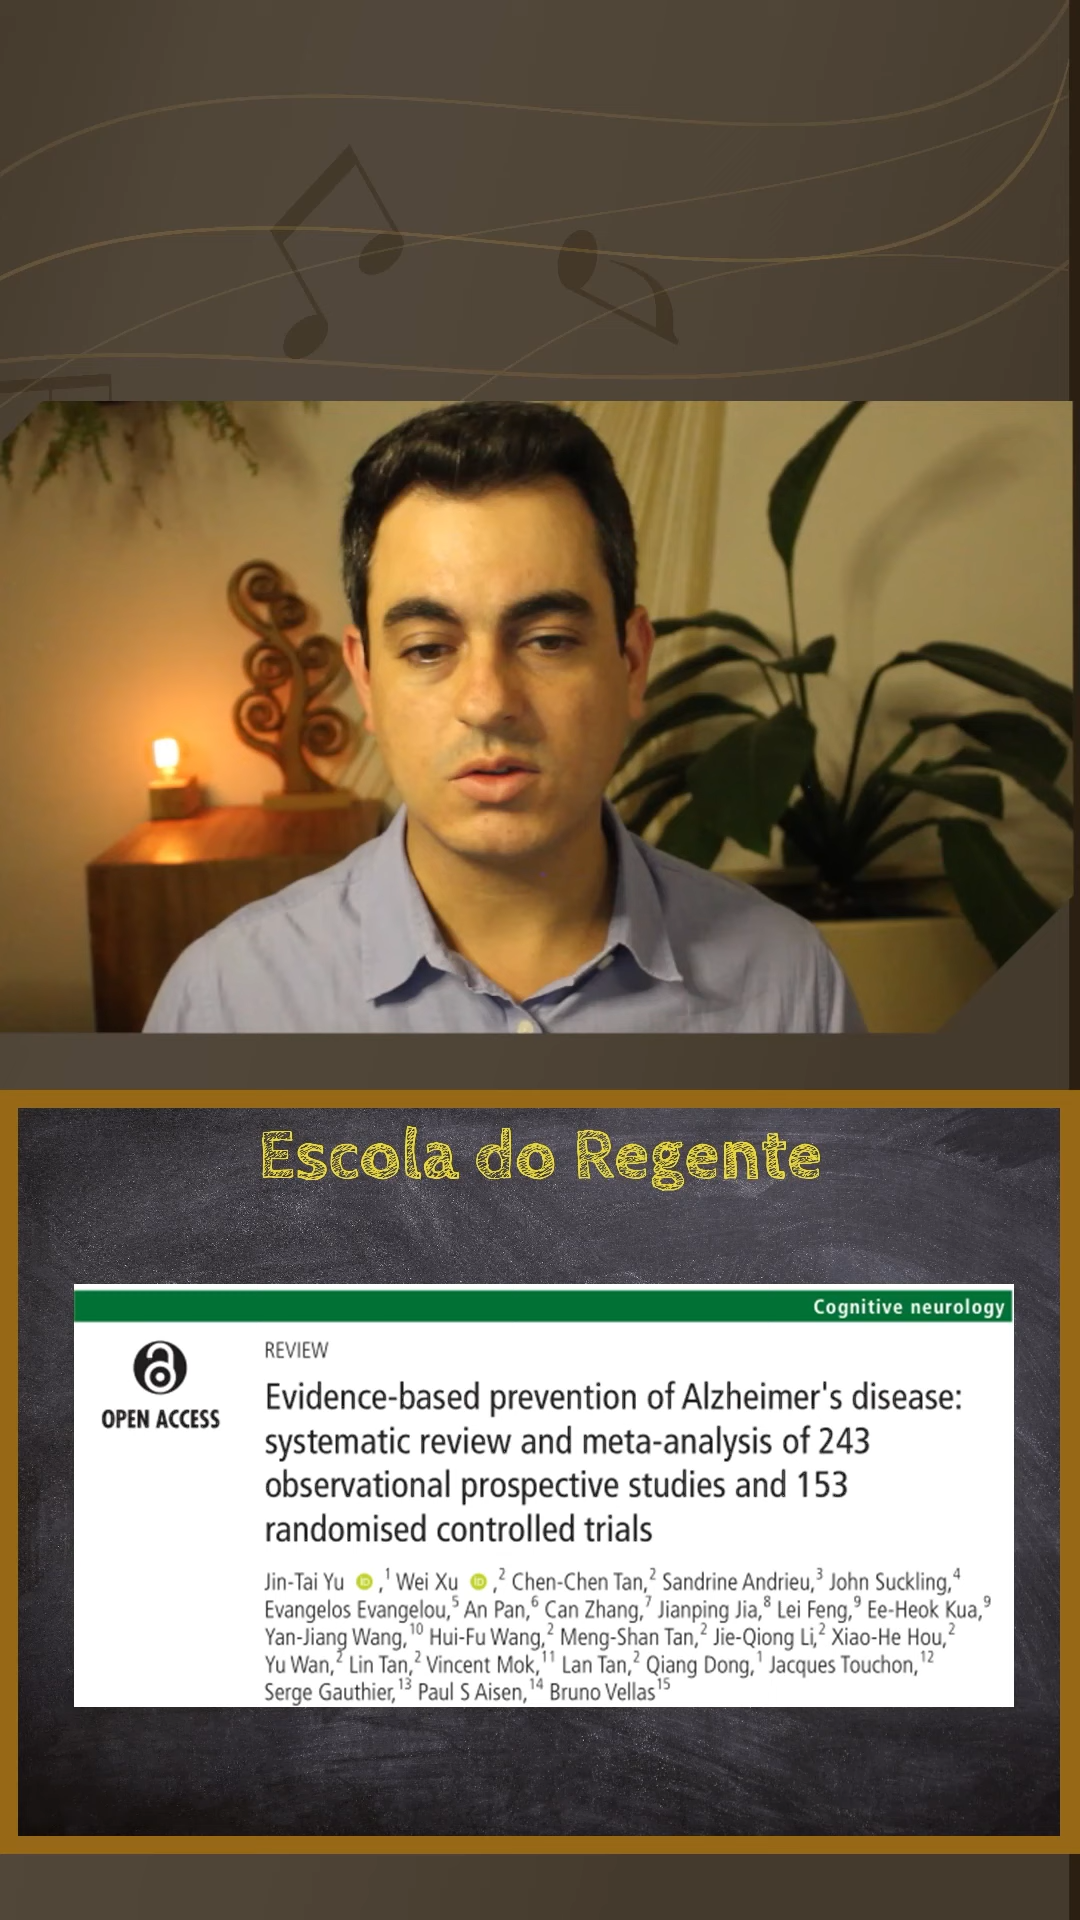 Escola do Regente
Cognitive neurology
OPEN ACCESS
REVIEW
Evidence-based prevention of Alzheimer's disease:
systematic review and meta-analysis of 243
observational prospective studies and 153
randomised controlled trials
Jin-Tai Yu iD ,1 Wei Xu iD ,2 Chen-Chen Tan,2 Sandrine Andrieu,3 John Suckling,4
Evangelos Evangelou,5 An Pan,6 Can Zhang,7 Jianping Jia,8 Lei Feng,9 Ee-Heok Kua,9
Yan-Jiang Wang,10 Hui-Fu Wang,2 Meng-Shan Tan,2 Jie-Qiong Li,2 Xiao-He Hou,2
Yu Wan,2 Lin Tan,2 Vincent Mok,11 Lan Tan,2 Qiang Dong,1 Jacques Touchon,12
Serge Gauthier,13 Paul S Aisen,14 Bruno Vellas15